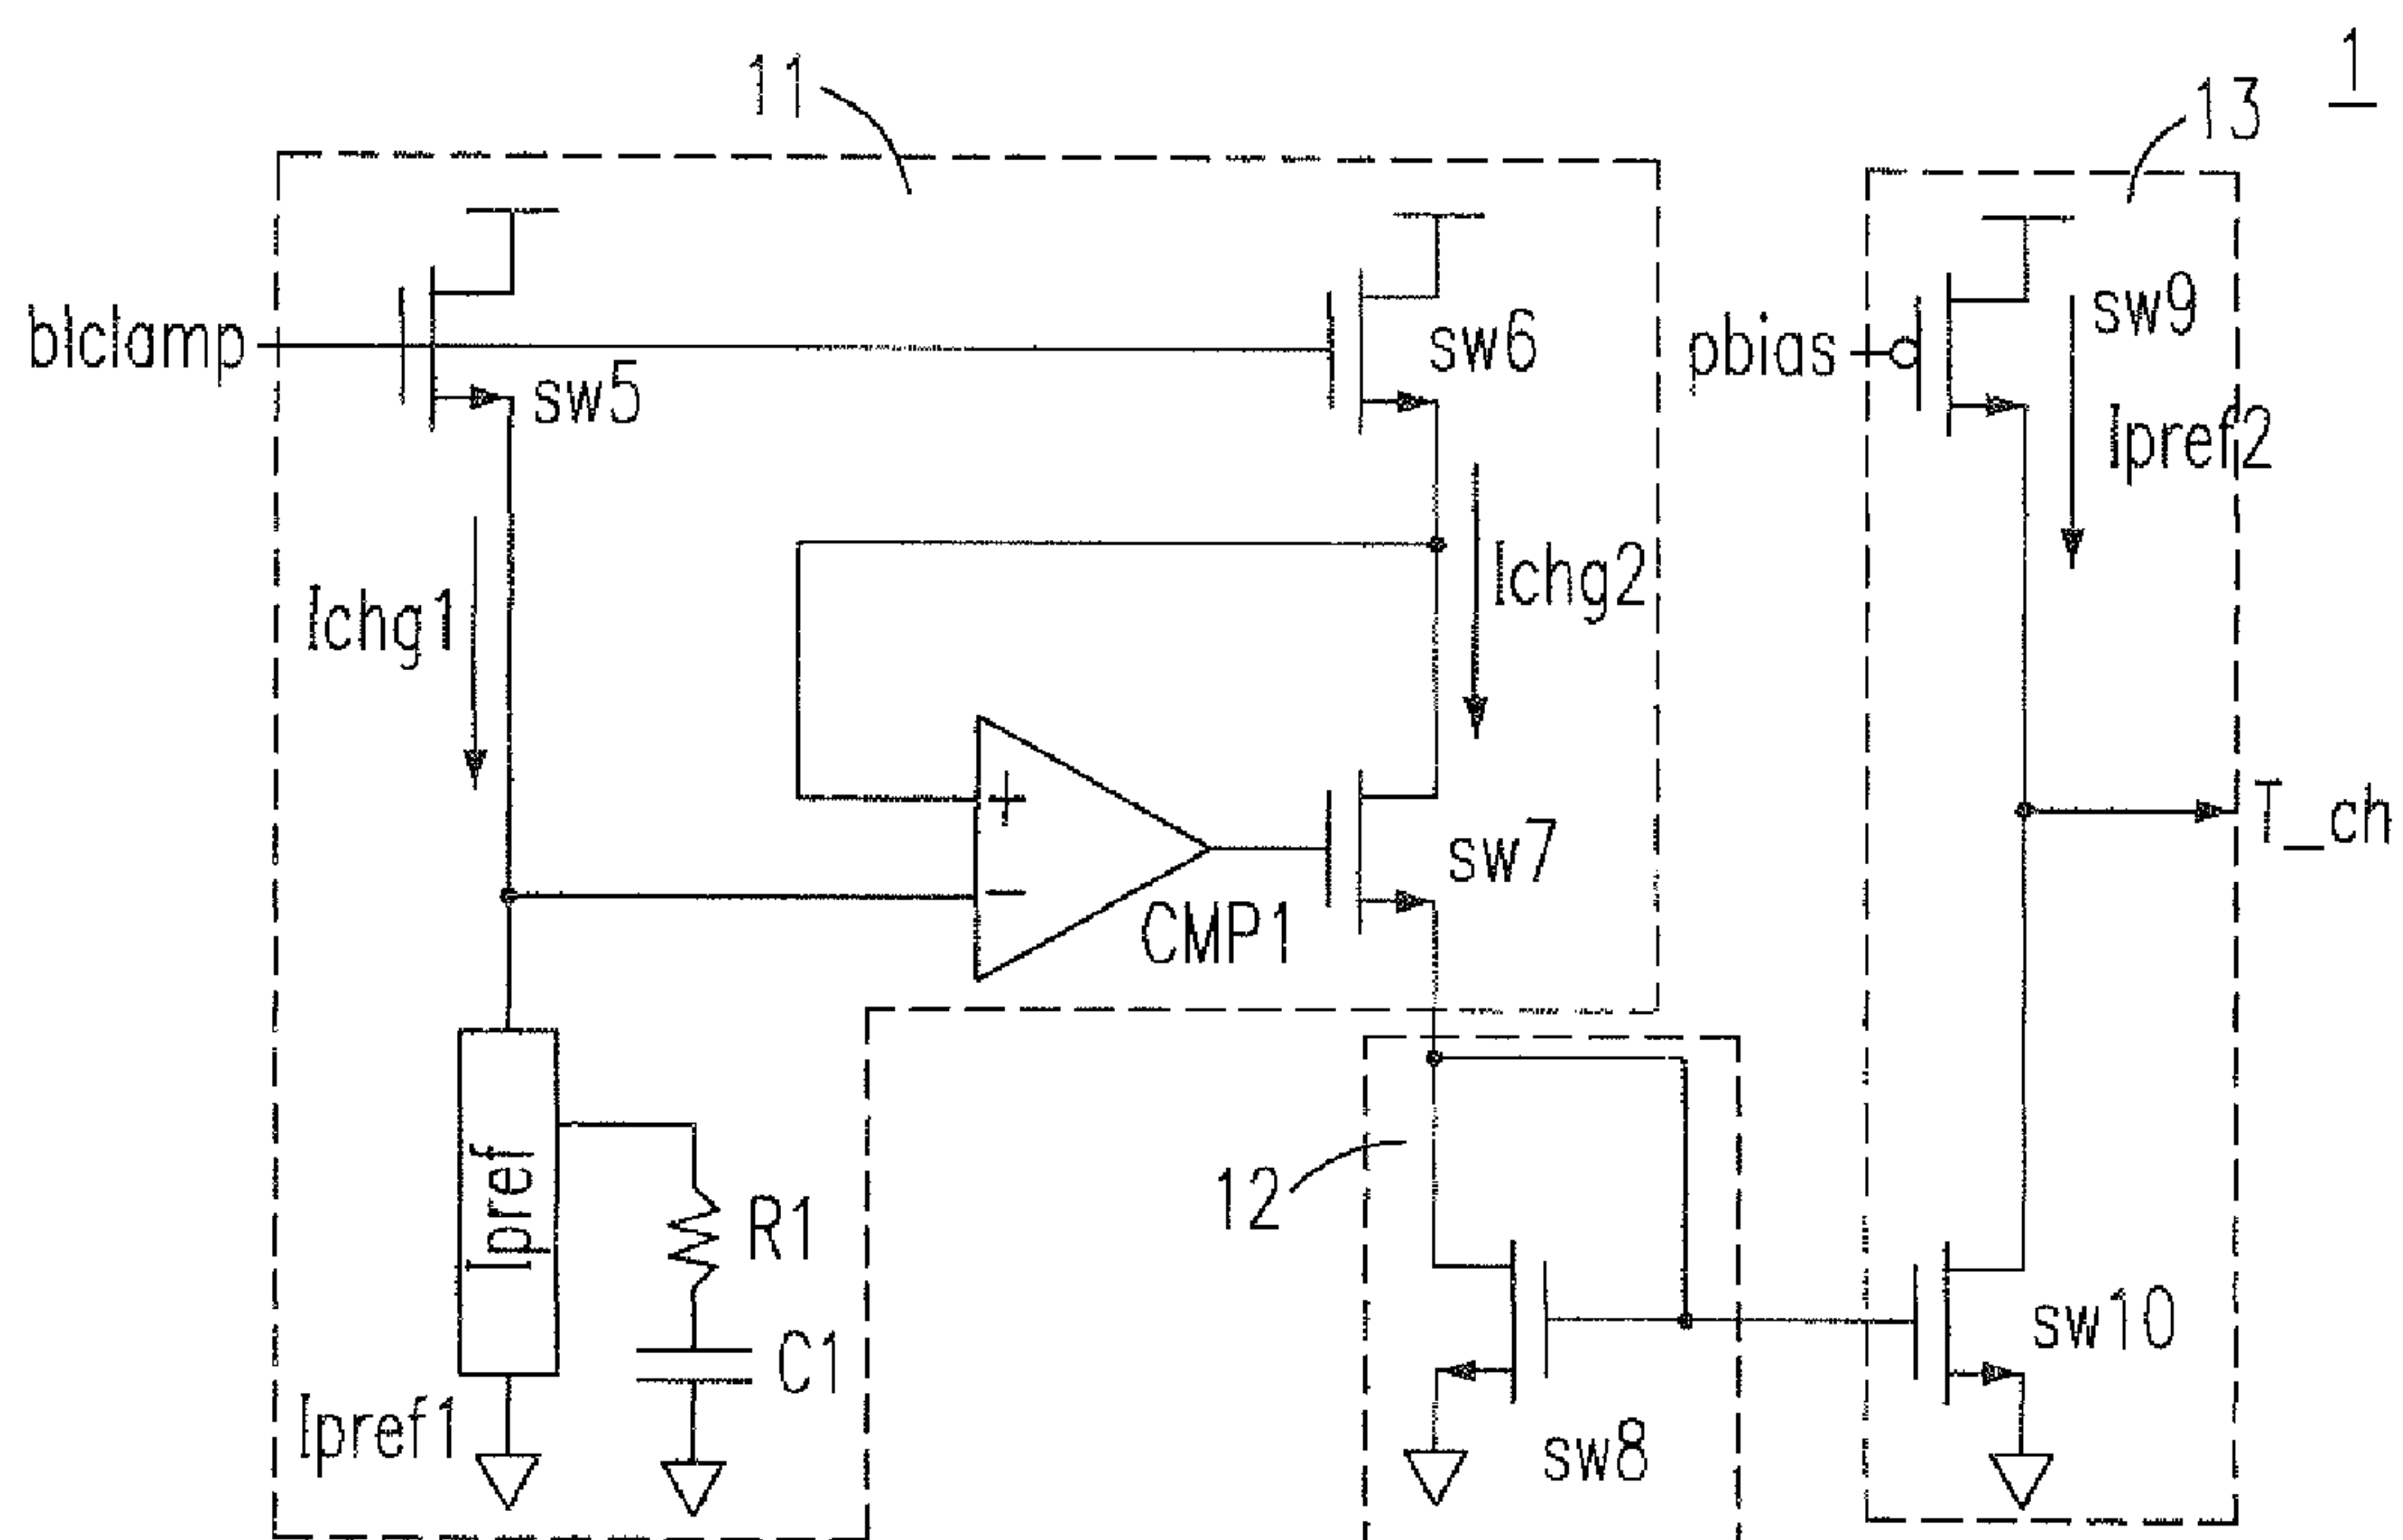 1
11
13
blclamp
sw5
sw6
pbias
sw9
Ipref2
Ichg1
Ichg2
+
−
CMP1
sw7
T_ch
Ipref
R1
C1
Ipref1
12
sw8
sw10